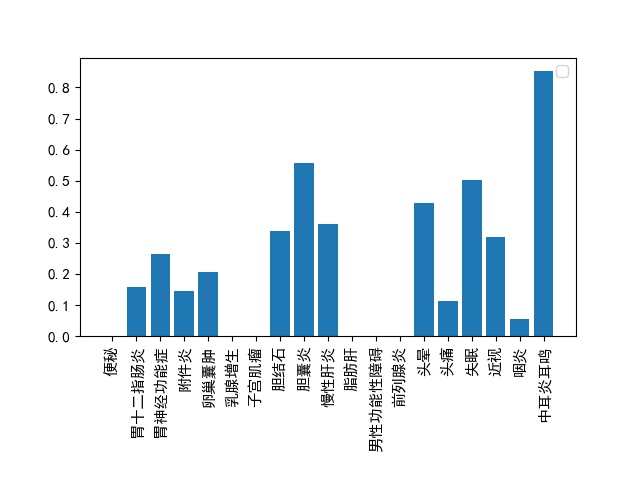 0.8
0.7
0.6
0.5
0.4
0.3
0.2
0.1
0.0
便秘
胃十二指肠炎
胃神经功能症
附件炎
卵巢囊肿
乳腺增生
子宫肌瘤
胆结石
胆囊炎
慢性肝炎
脂肪肝
男性功能性障碍
前列腺炎
头晕
头痛
失眠
近视
咽炎
中耳炎耳鸣